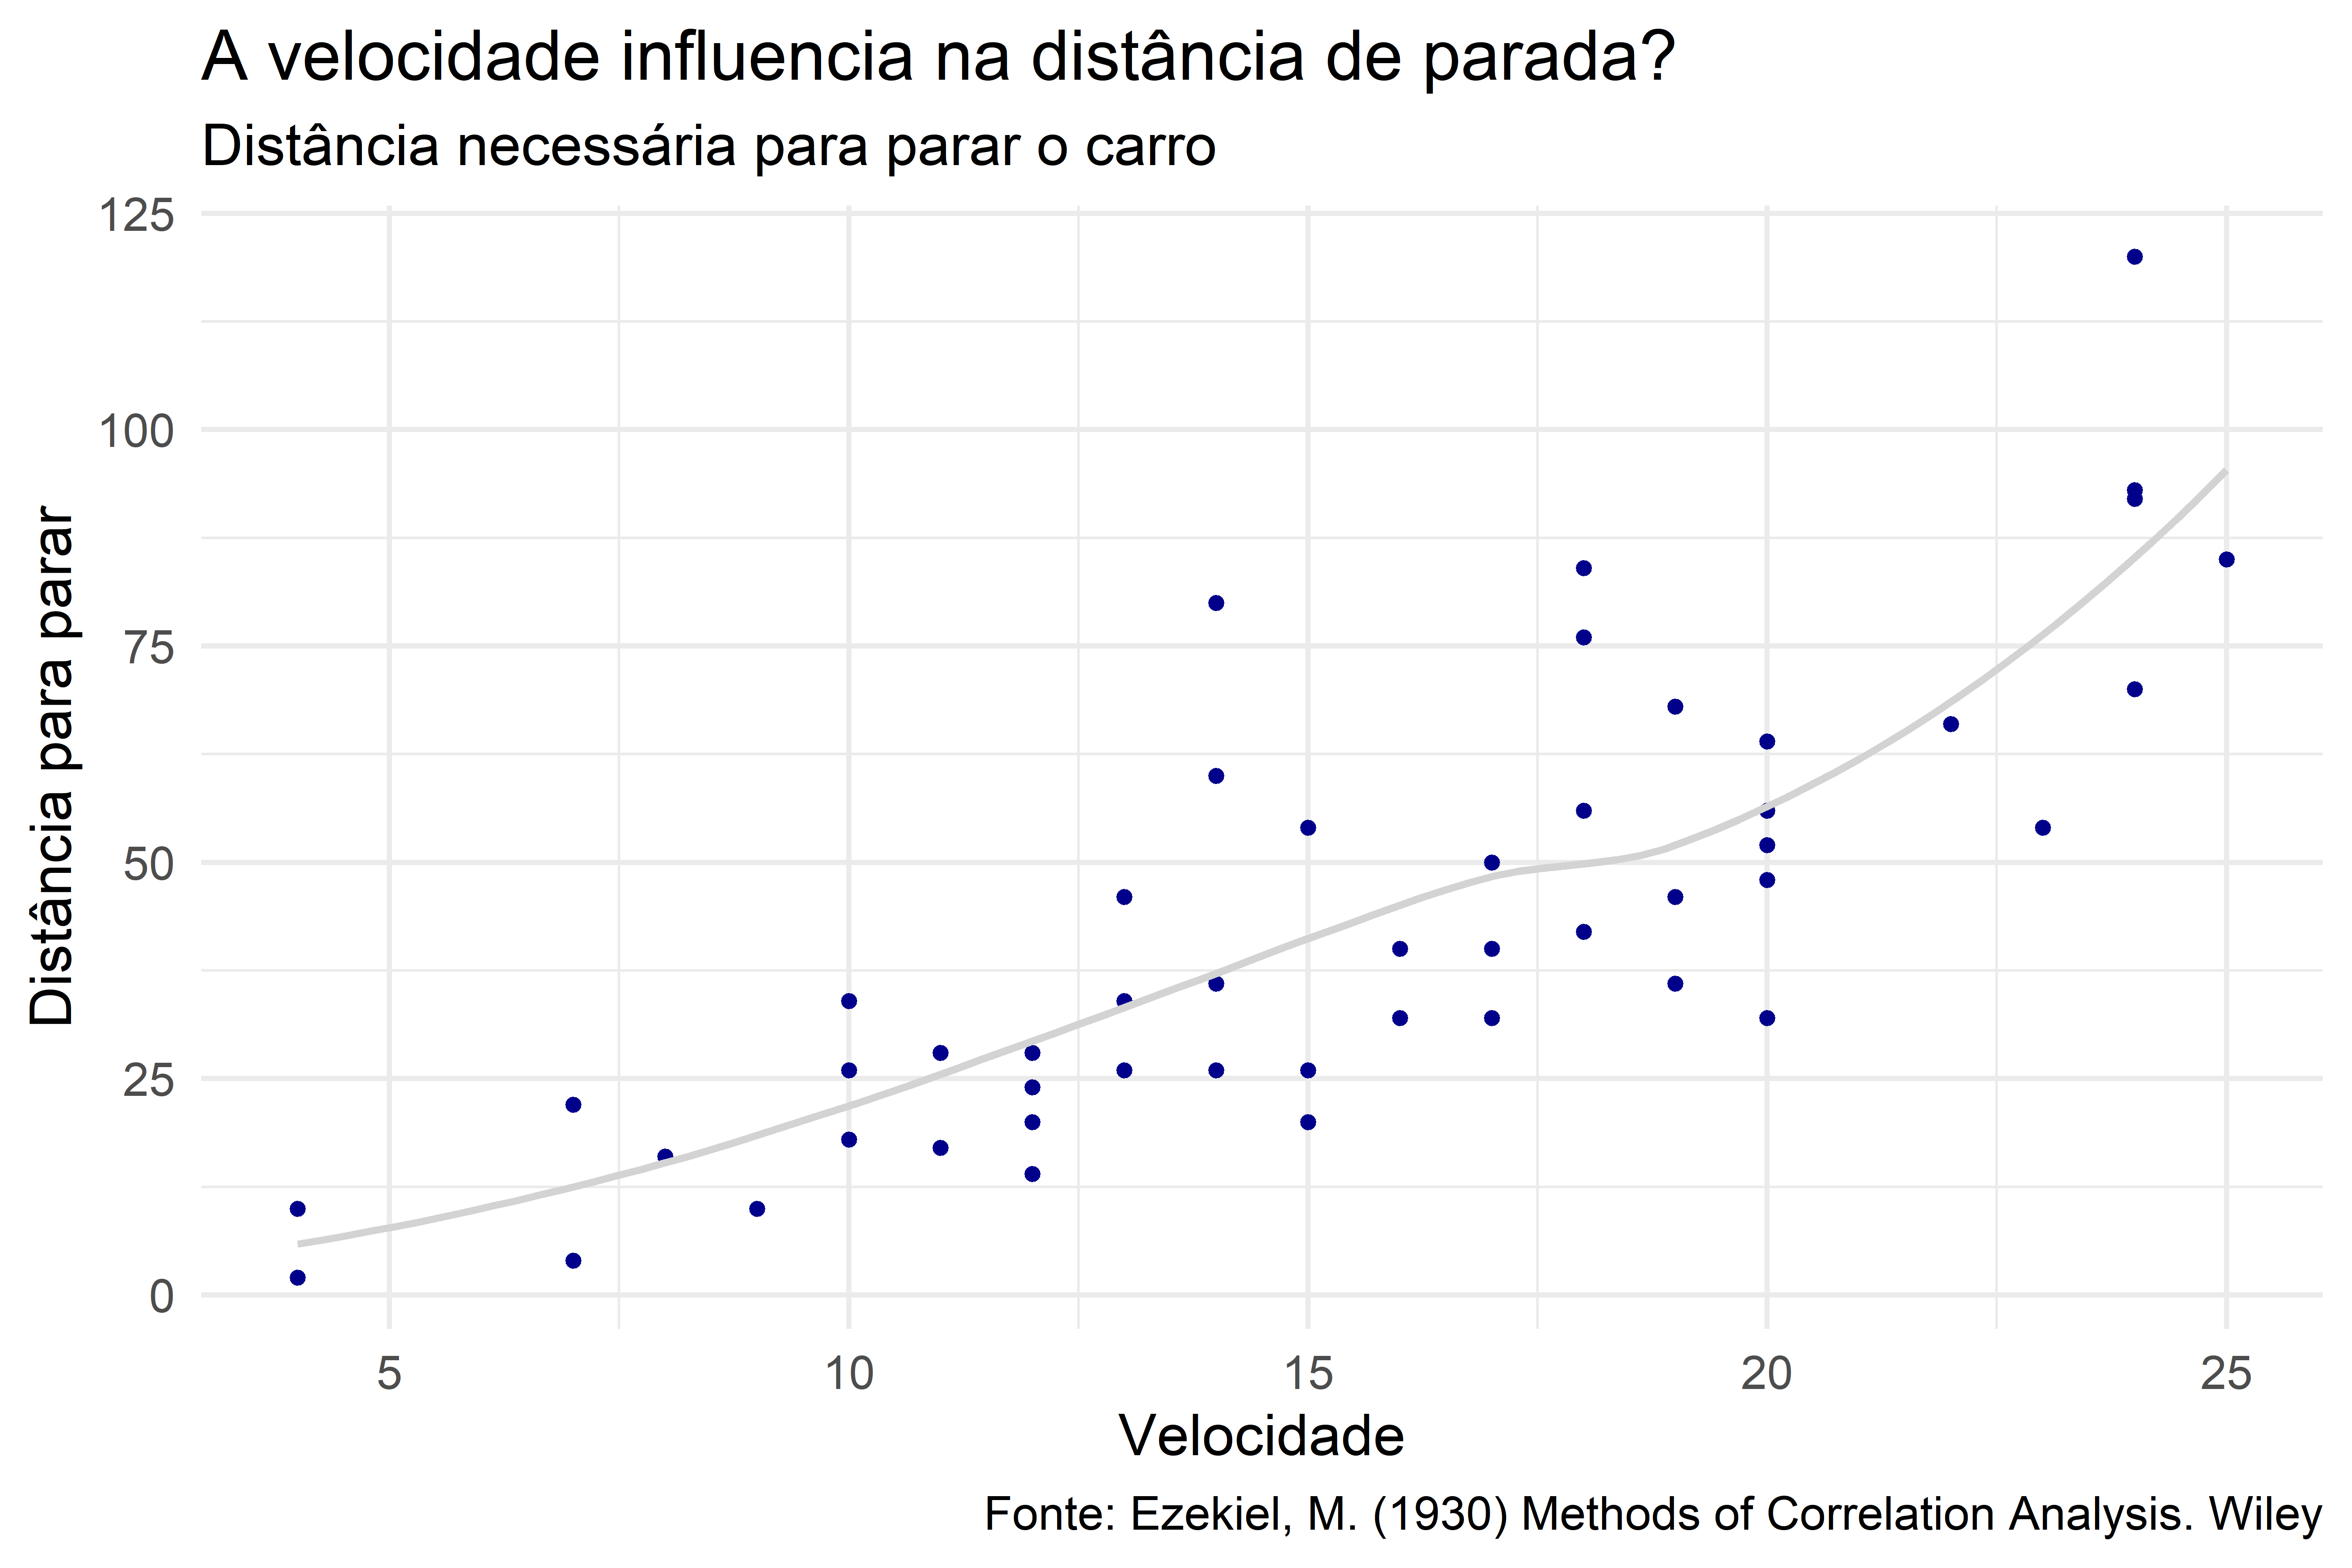 A velocidade influencia na distância de parada?
Distância necessária para parar o carro
125
100
75
50
25
0
Distância para parar
5 10 15 20 25
Velocidade
Fonte: Ezekiel, M. (1930) Methods of Correlation Analysis. Wiley